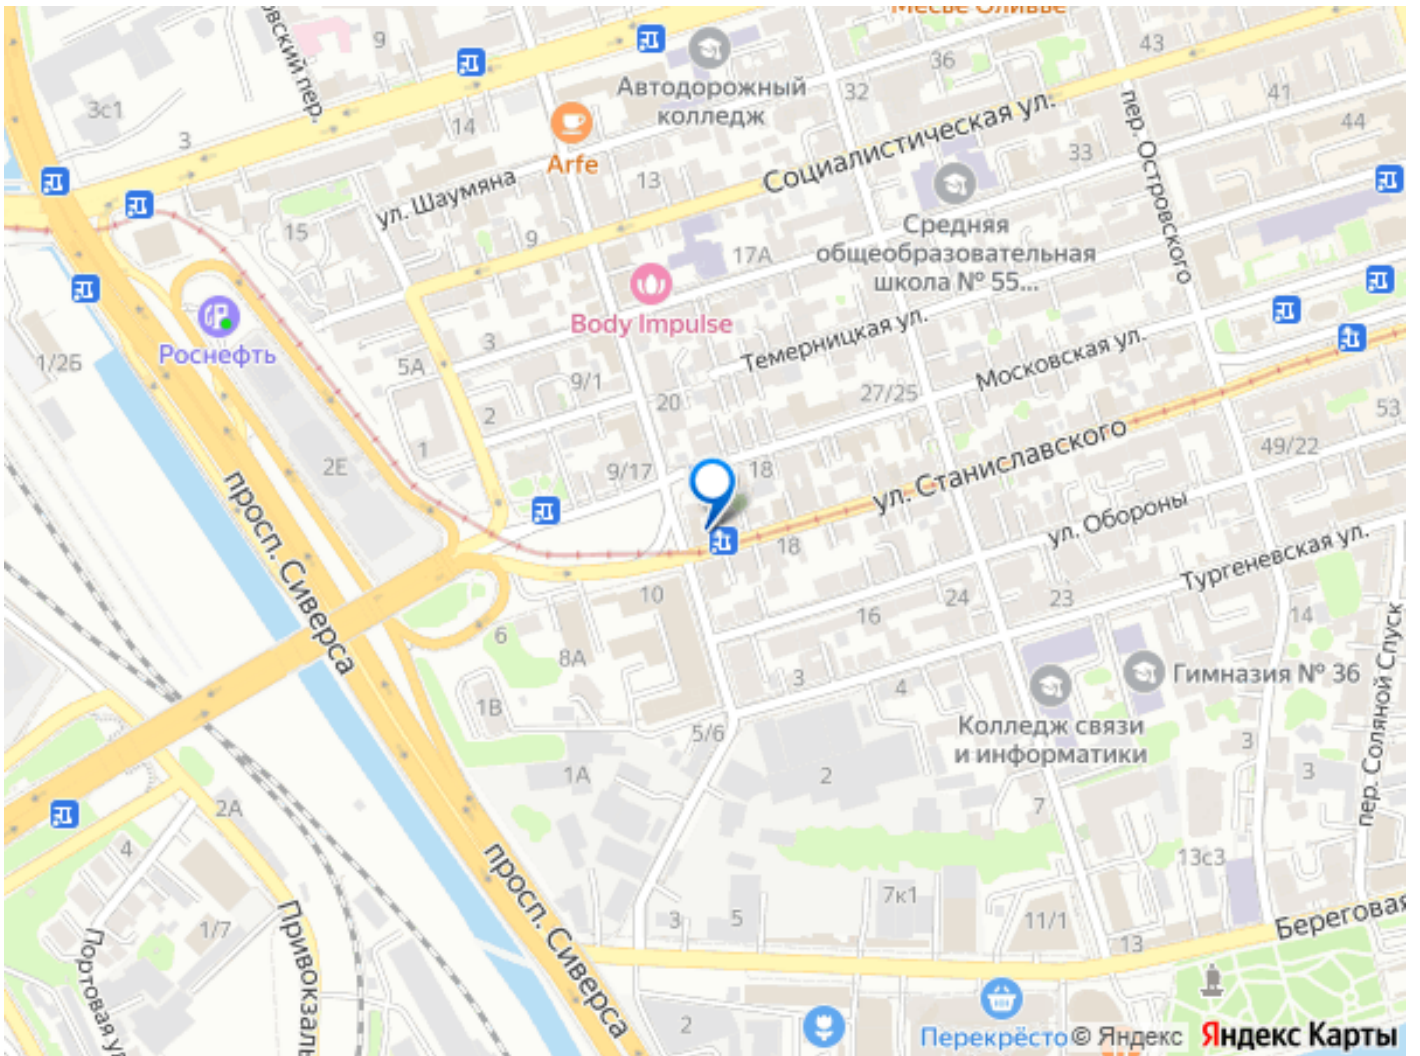 Месье Оливье
9
43
36
3с1
Автодорожный
колледж
32
41
44
3
14
Arfe
Социалистическая ул.
пер. Островского
33
ул. Шаумяна
13
15
9
17А
Средняя
общеобразовательная
школа № 55...
Body Impulse
Темерницкая ул.
Роснефть
1/2Б
5А
3
9/1
2
20
27/25
Московская ул.
53
49/22
1
2Е
9/17
18
ул. Станиславского
просп. Сиверса
18
ул. Обороны
Тургеневская ул.
10
16
24
23
14
6
8А
3
4
Гимназия № 36
пер. Соляной Спуск
1В
5/6
Колледж связи
и информатики
3
1А
2
3
2А
7
4
просп. Сиверса
13с3
1/7
Портовая ул
Привокзаль
3
5
7к1
11/1
13
Береговая
2
Перекрёсто
© Яндекс
Яндекс Карты